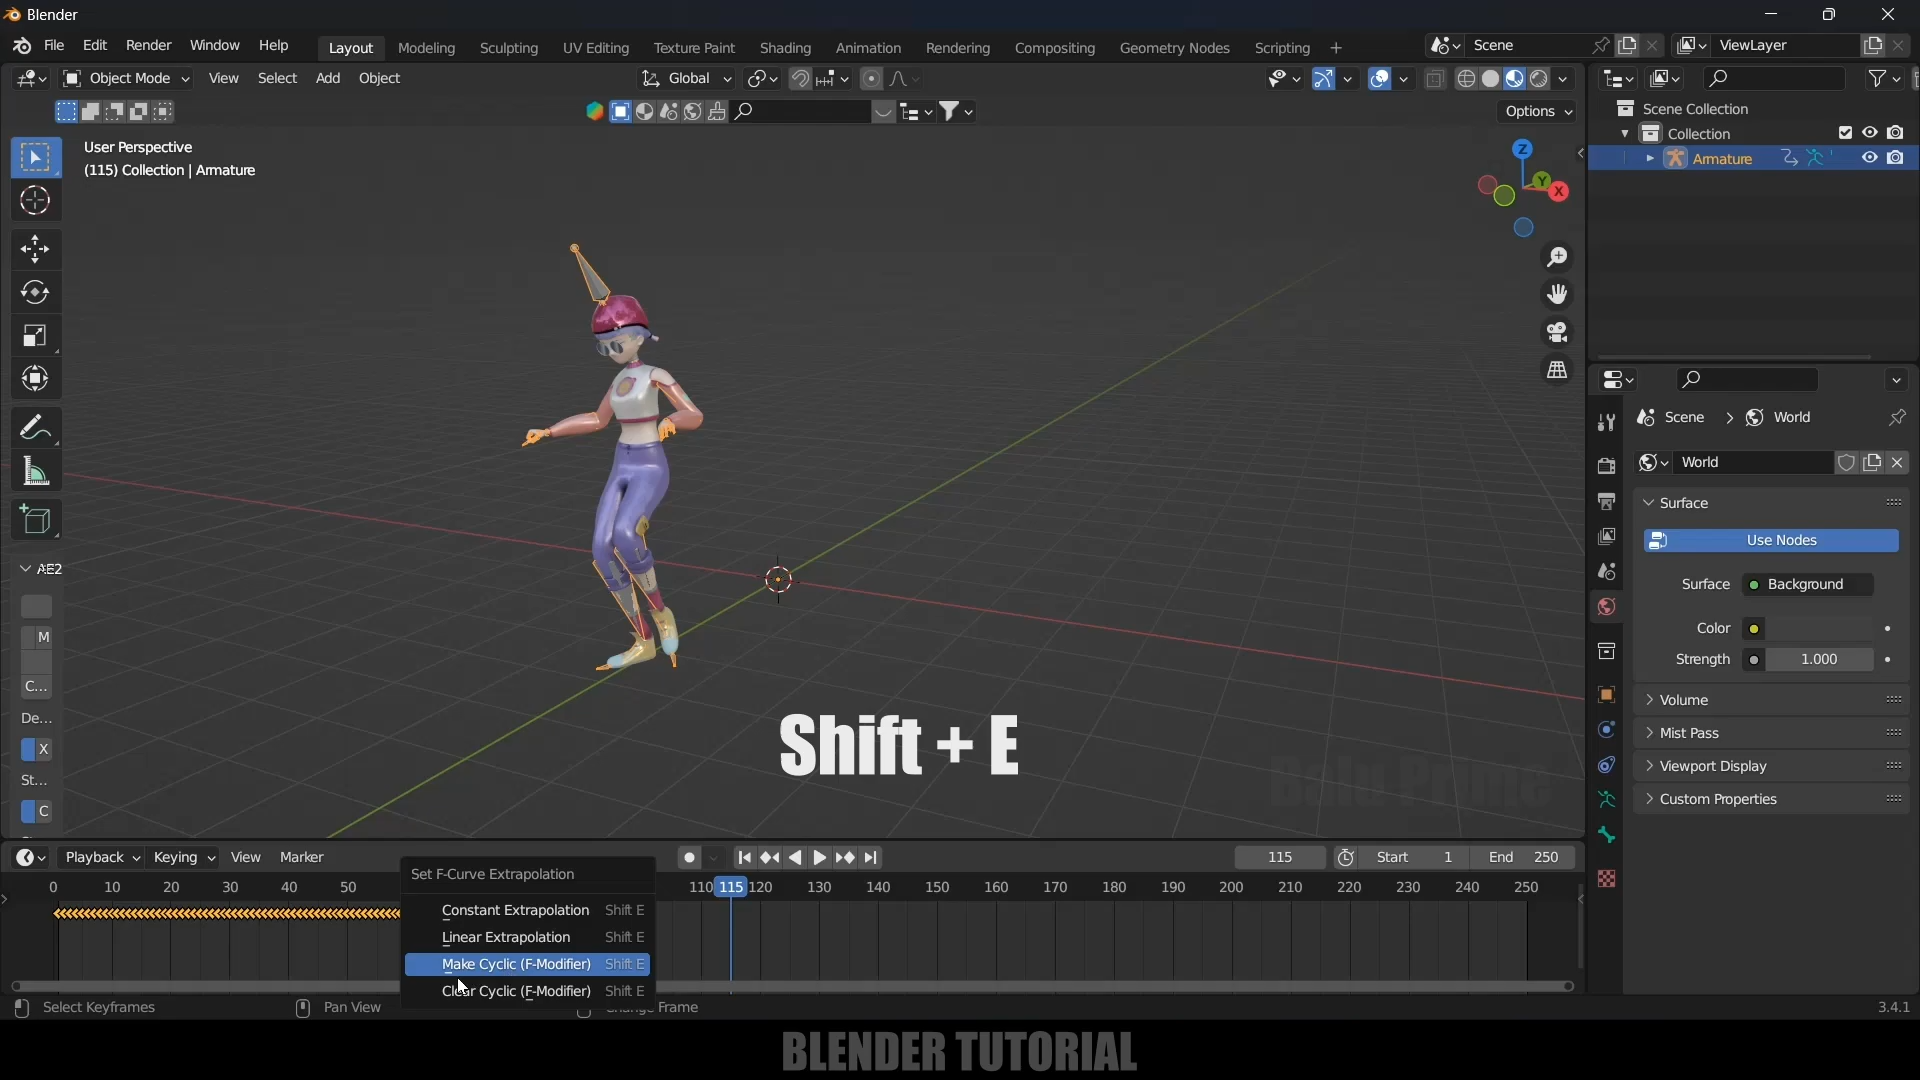 Blender
File Edit Render Window Help Layout Modeling Sculpting UV Editing Texture Paint Shading Animation Rendering Compositing Geometry Nodes Scripting + Scene ViewLayer
Object Mode View Select Add Object Global
Options
User Perspective
(115) Collection | Armature
Z
Y
X
Scene Collection
Collection
Armature
Scene > World
World
Surface
Use Nodes
Surface Background
Color
Strength 1.000
Volume
Mist Pass
Viewport Display
Custom Properties
AE2
M
C...
De...
X
St...
C
Shift + E
Balu Prime
Playback Keying View Marker 115 Start 1 End 250
0 10 20 30 40 50 110 115 120 130 140 150 160 170 180 190 200 210 220 230 240 250
Set F-Curve Extrapolation
Constant Extrapolation Shift E
Linear Extrapolation Shift E
Make Cyclic (F-Modifier) Shift E
Clear Cyclic (F-Modifier) Shift E
Select Keyframes Pan View Change Frame 3.4.1
BLENDER TUTORIAL